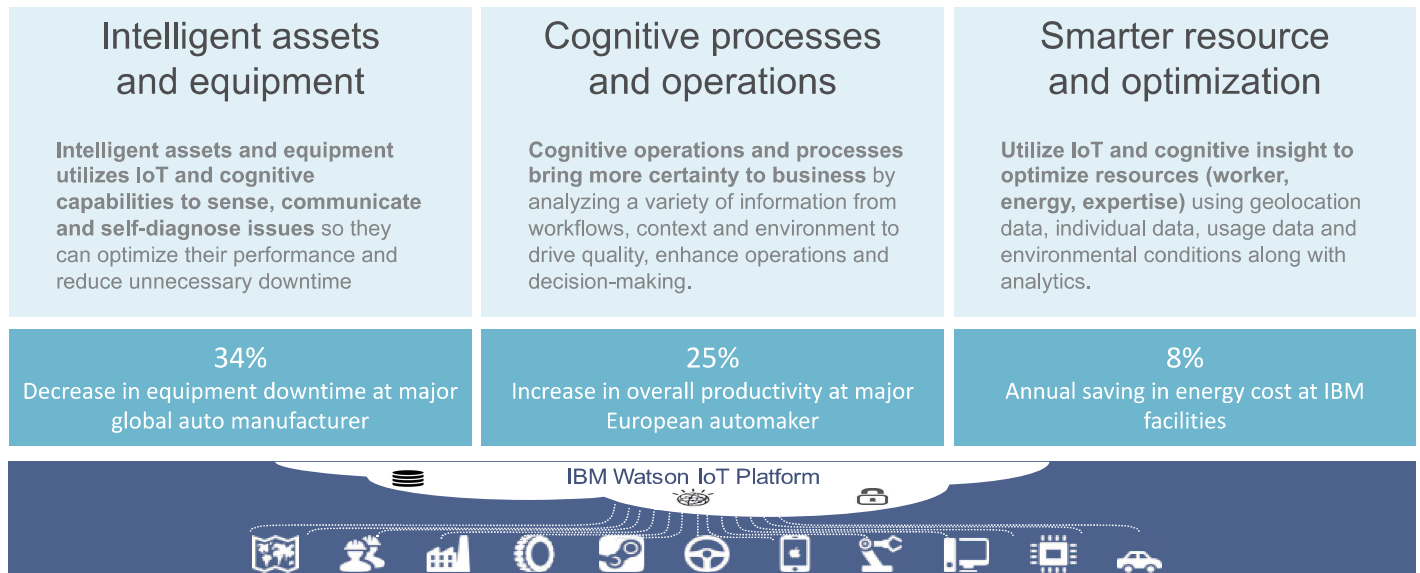 Intelligent assets
and equipment
Intelligent assets and equipment
utilizes IoT and cognitive
capabilities to sense, communicate
and self-diagnose issues so they
can optimize their performance and
reduce unnecessary downtime
34%
Decrease in equipment downtime at major
global auto manufacturer
Cognitive processes
and operations
Cognitive operations and processes
bring more certainty to business by
analyzing a variety of information from
workflows, context and environment to
drive quality, enhance operations and
decision-making.
25%
Increase in overall productivity at major
European automaker
Smarter resource
and optimization
Utilize IoT and cognitive insight to
optimize resources (worker,
energy, expertise) using geolocation
data, individual data, usage data and
environmental conditions along with
analytics.
8%
Annual saving in energy cost at IBM
facilities
IBM Watson IoT Platform